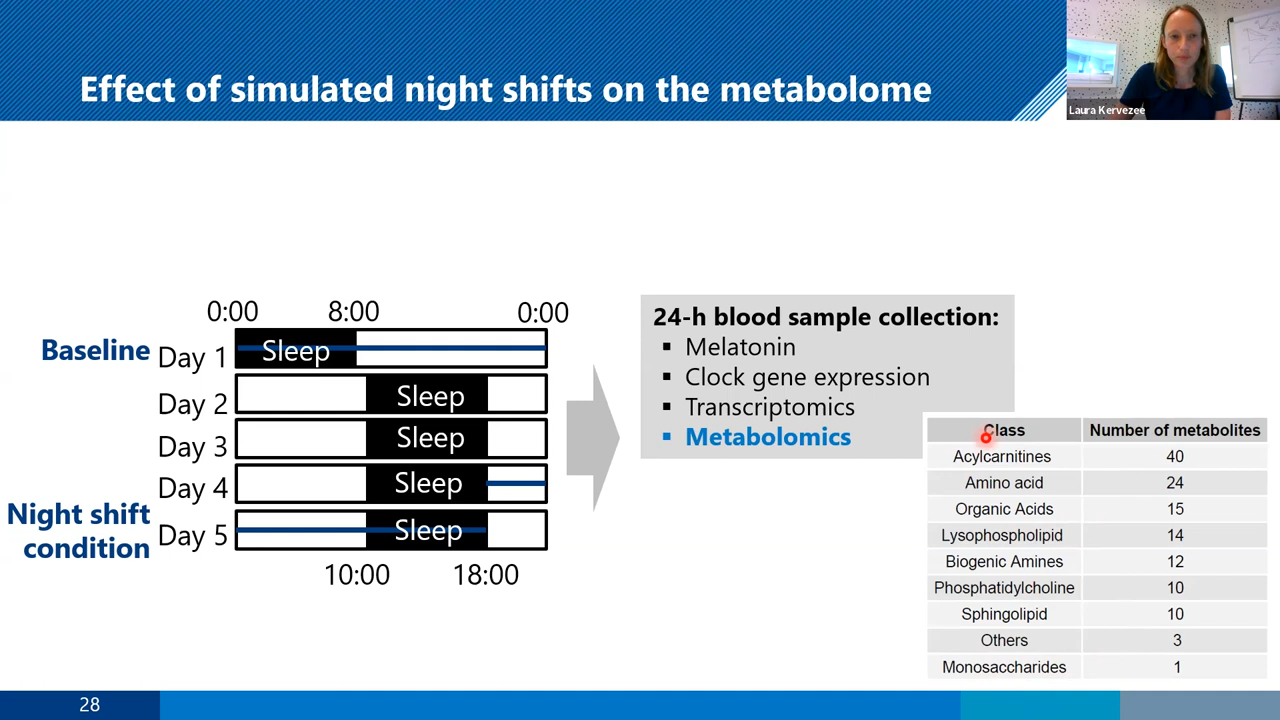 Effect of simulated night shifts on the metabolome
Laura Kervezee
0:00 8:00 0:00
Baseline Day 1 Sleep
Day 2 Sleep
Day 3 Sleep
Day 4 Sleep
Night shift
condition Day 5 Sleep
10:00 18:00
24-h blood sample collection:
▪ Melatonin
▪ Clock gene expression
▪ Transcriptomics
▪ Metabolomics
Class Number of metabolites
Acylcarnitines 40
Amino acid 24
Organic Acids 15
Lysophospholipid 14
Biogenic Amines 12
Phosphatidylcholine 10
Sphingolipid 10
Others 3
Monosaccharides 1
28